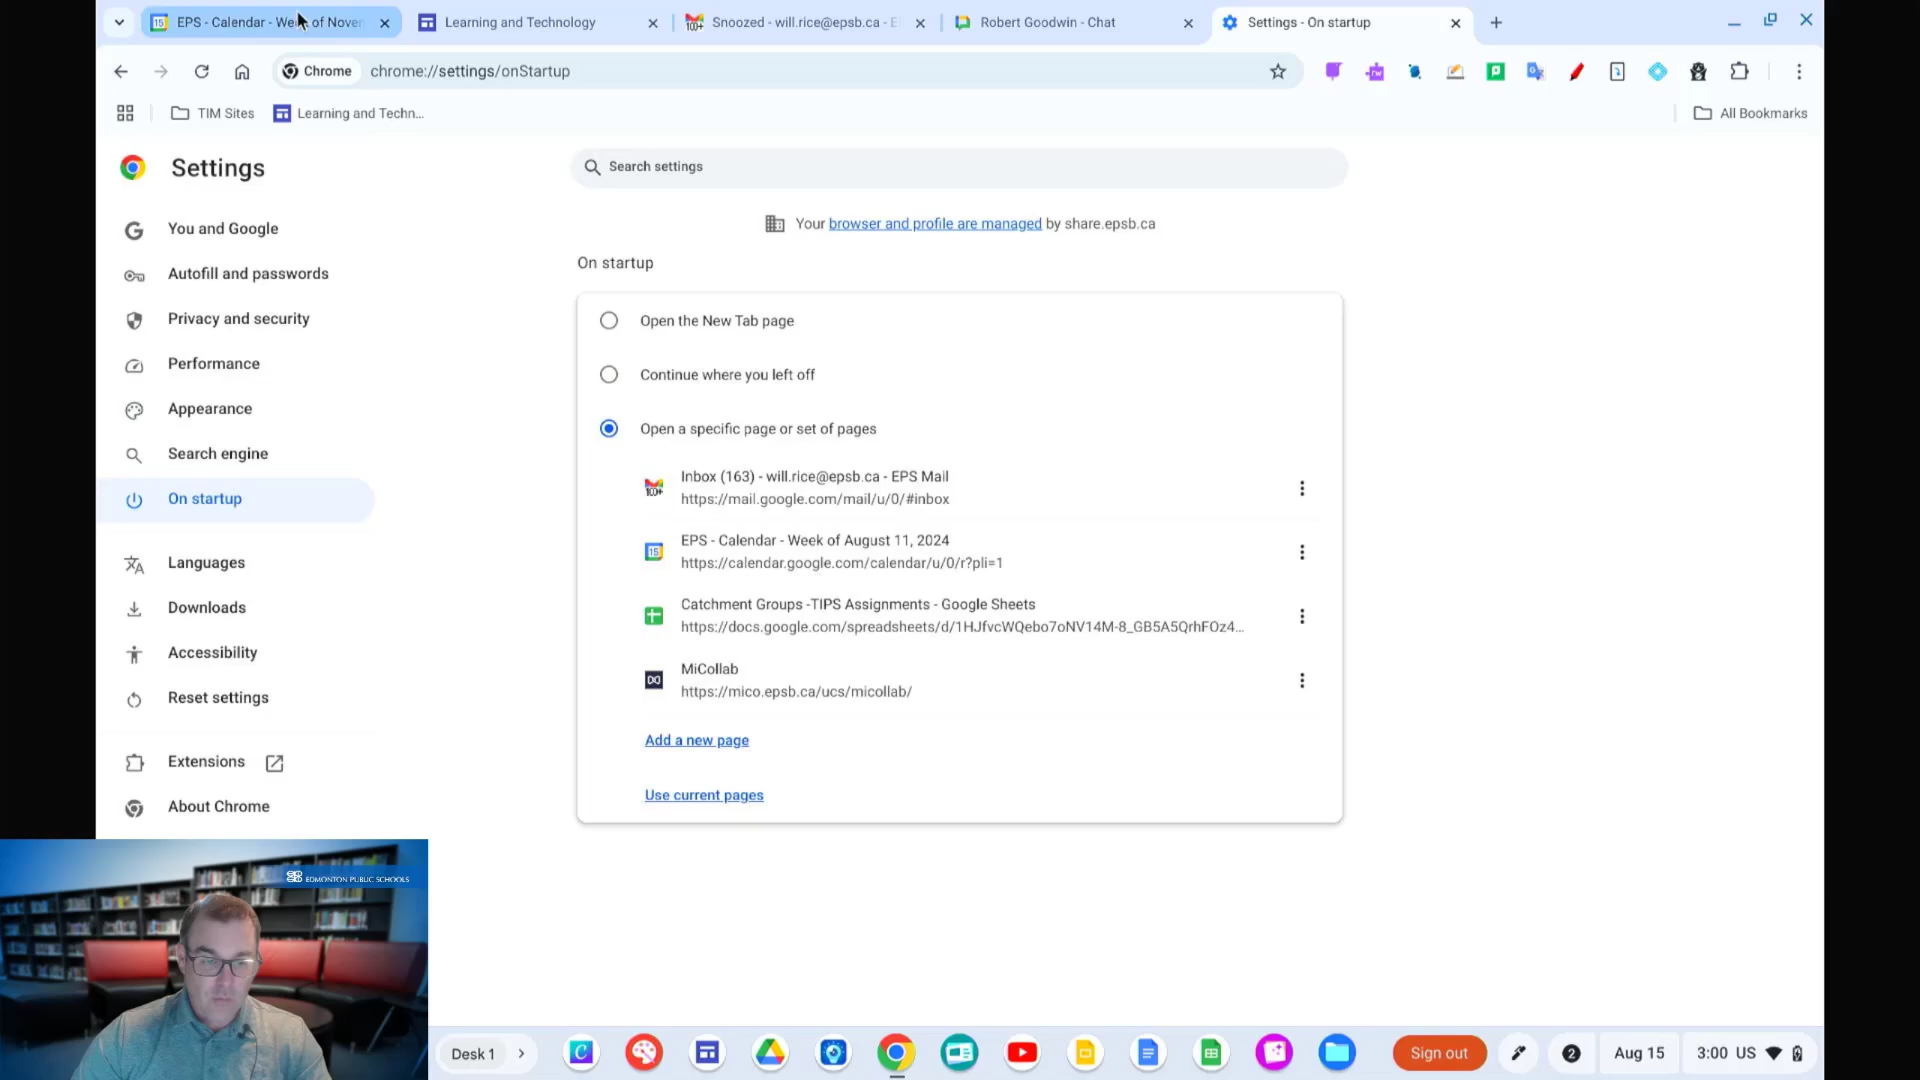 EPS - Calendar - Week of Noven
Learning and Technology
Snoozed - will.rice@epsb.ca - E
Robert Goodwin - Chat
Settings - On startup
Chrome
chrome://settings/onStartup
TIM Sites
Learning and Techn...
All Bookmarks
Settings
Search settings
Your browser and profile are managed by share.epsb.ca
You and Google
Autofill and passwords
Privacy and security
Performance
Appearance
Search engine
On startup
Languages
Downloads
Accessibility
Reset settings
Extensions
About Chrome
On startup
Open the New Tab page
Continue where you left off
Open a specific page or set of pages
Inbox (163) - will.rice@epsb.ca - EPS Mail
https://mail.google.com/mail/u/0/#inbox
EPS - Calendar - Week of August 11, 2024
https://calendar.google.com/calendar/u/0/r?pli=1
Catchment Groups -TIPS Assignments - Google Sheets
https://docs.google.com/spreadsheets/d/1HJfvcWQebo7oNV14M-8_GB5A5QrhFOz4...
MiCollab
https://mico.epsb.ca/ucs/micollab/
Add a new page
Use current pages
EDMONTON PUBLIC SCHOOLS
Desk 1
Sign out
2
Aug 15
3:00 US